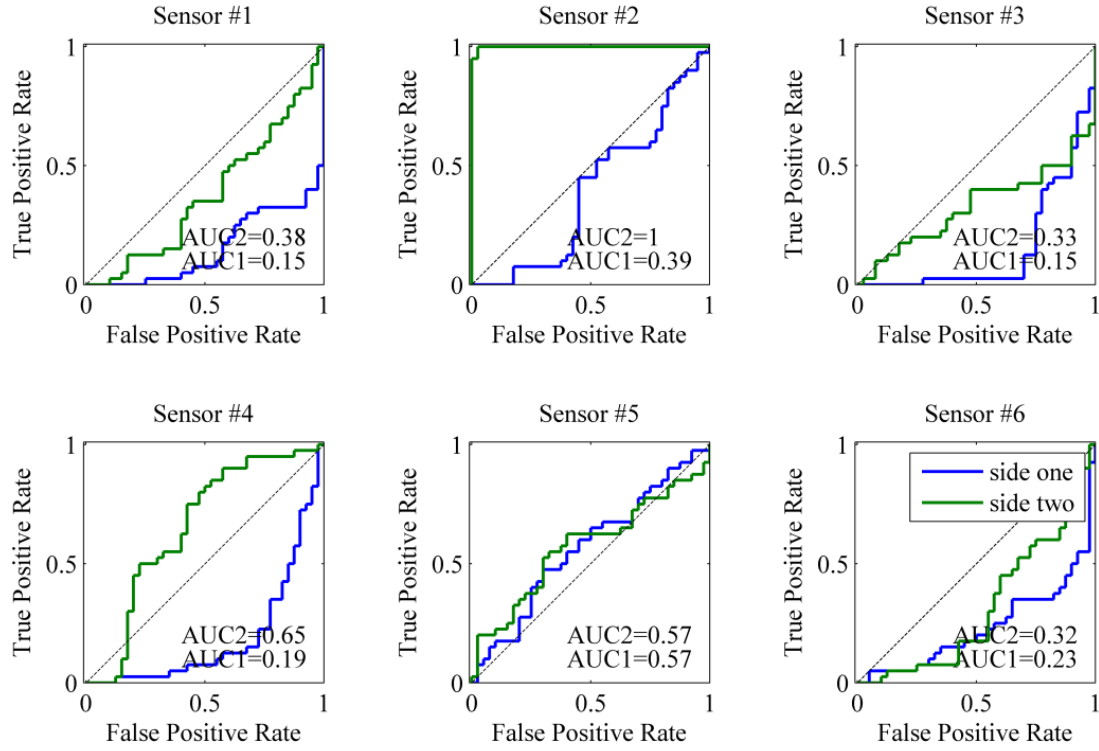 Sensor #1
1
0.5
0
True Positive Rate
AUC2=0.38
AUC1=0.15
0 0.5 1
False Positive Rate
Sensor #2
1
0.5
0
True Positive Rate
AUC2=1
AUC1=0.39
0 0.5 1
False Positive Rate
Sensor #3
1
0.5
0
True Positive Rate
AUC2=0.33
AUC1=0.15
0 0.5 1
False Positive Rate
Sensor #4
1
0.5
0
True Positive Rate
AUC2=0.65
AUC1=0.19
0 0.5 1
False Positive Rate
Sensor #5
1
0.5
0
True Positive Rate
AUC2=0.57
AUC1=0.57
0 0.5 1
False Positive Rate
Sensor #6
1
0.5
0
True Positive Rate
side one
side two
AUC2=0.32
AUC1=0.23
0 0.5 1
False Positive Rate